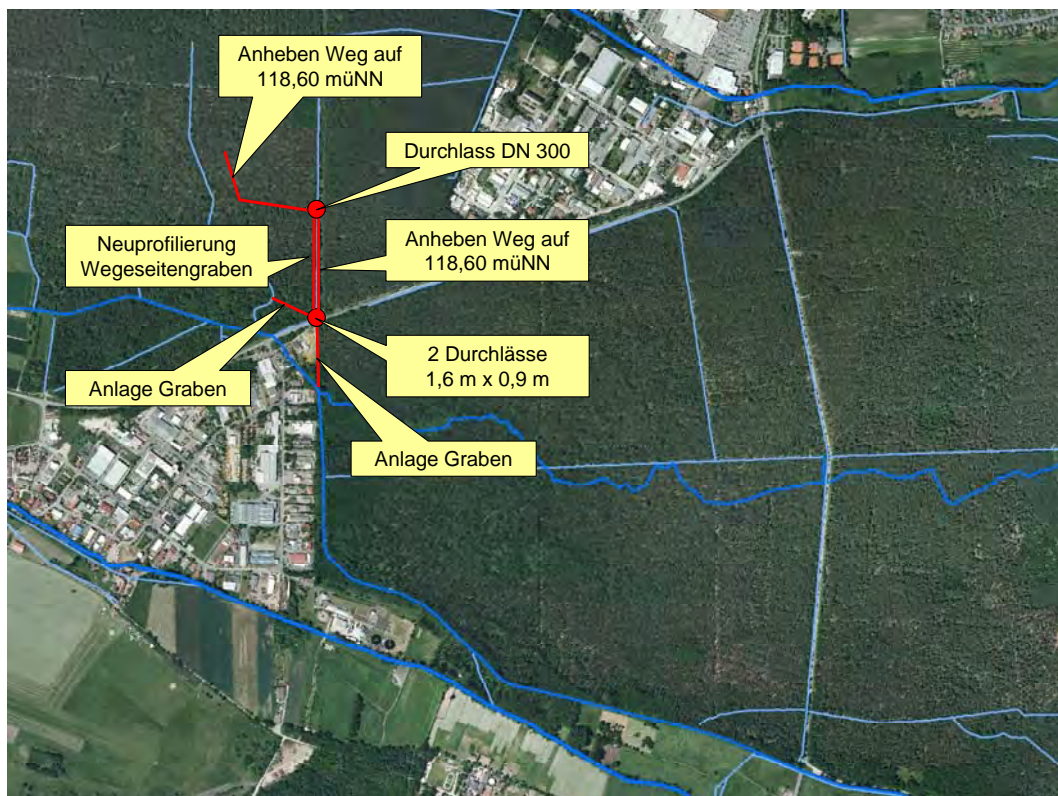 Anheben Weg auf
118,60 müNN
Durchlass DN 300
Neuprofilierung
Wegeseitengraben
Anheben Weg auf
118,60 müNN
2 Durchlässe
1,6 m x 0,9 m
Anlage Graben
Anlage Graben